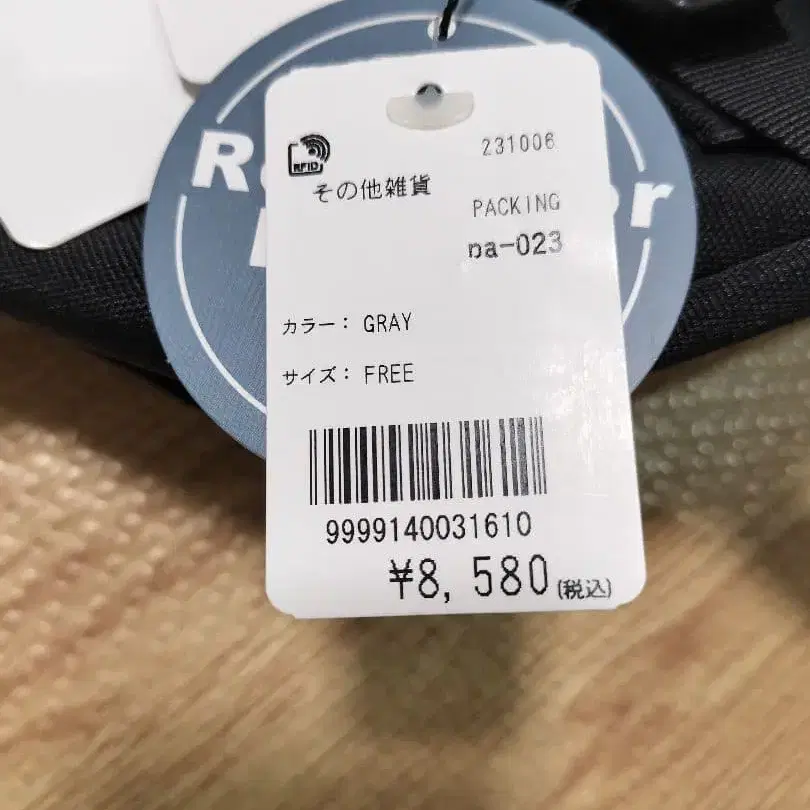 RFID
231006
その他雑貨
PACKING
pa-023
カラー： GRAY
サイズ： FREE
9999140031610
¥8,580(税込)